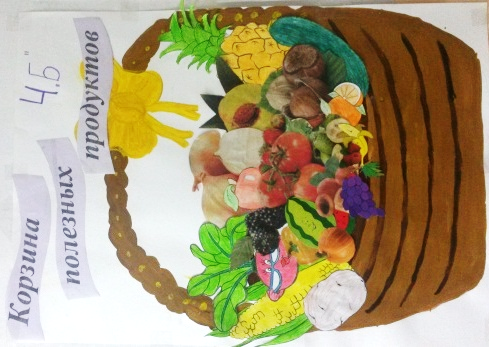 Корзина
полезных
продуктов
4„Б"